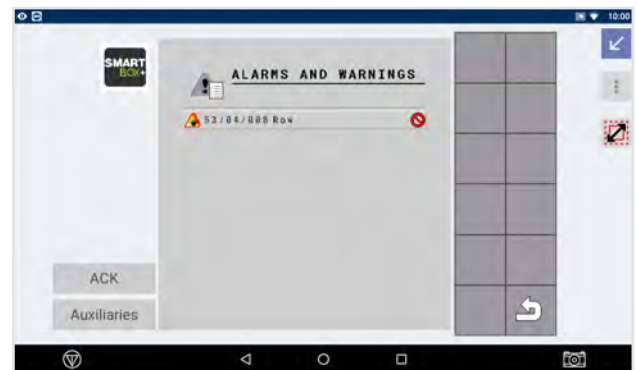 10:00
SMART
BOX+
ALARMS AND WARNINGS
53/04/008 Row
ACK
Auxiliaries